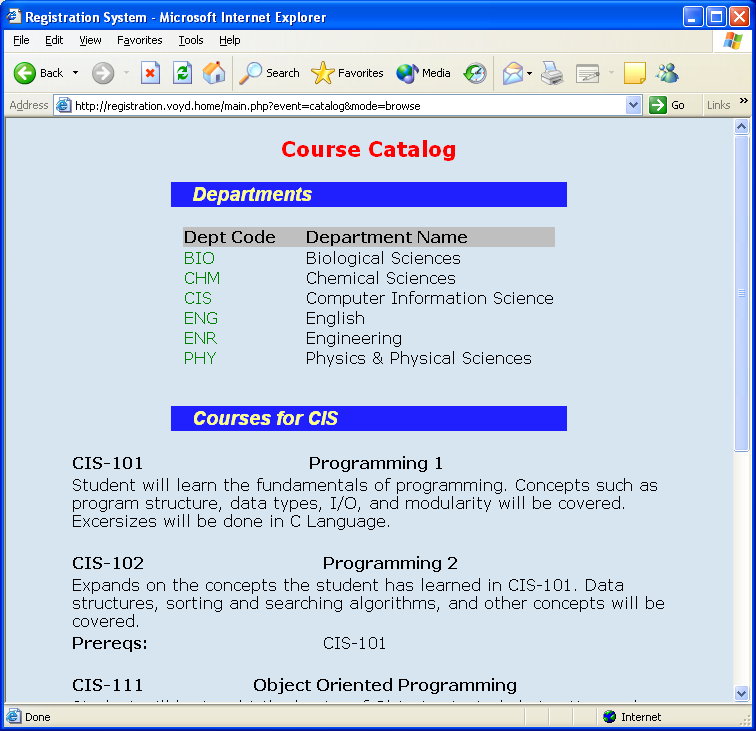 Registration System - Microsoft Internet Explorer
File Edit View Favorites Tools Help
Back Search Favorites Media
Address http://registration.voyd.home/main.php?event=catalog&mode=browse Go Links »
Course Catalog
Departments
Dept Code Department Name
BIO Biological Sciences
CHM Chemical Sciences
CIS Computer Information Science
ENG English
ENR Engineering
PHY Physics & Physical Sciences
Courses for CIS
CIS-101 Programming 1
Student will learn the fundamentals of programming. Concepts such as
program structure, data types, I/O, and modularity will be covered.
Excersizes will be done in C Language.
CIS-102 Programming 2
Expands on the concepts the student has learned in CIS-101. Data
structures, sorting and searching algorithms, and other concepts will be
covered.
Prereqs: CIS-101
CIS-111 Object Oriented Programming
Done Internet